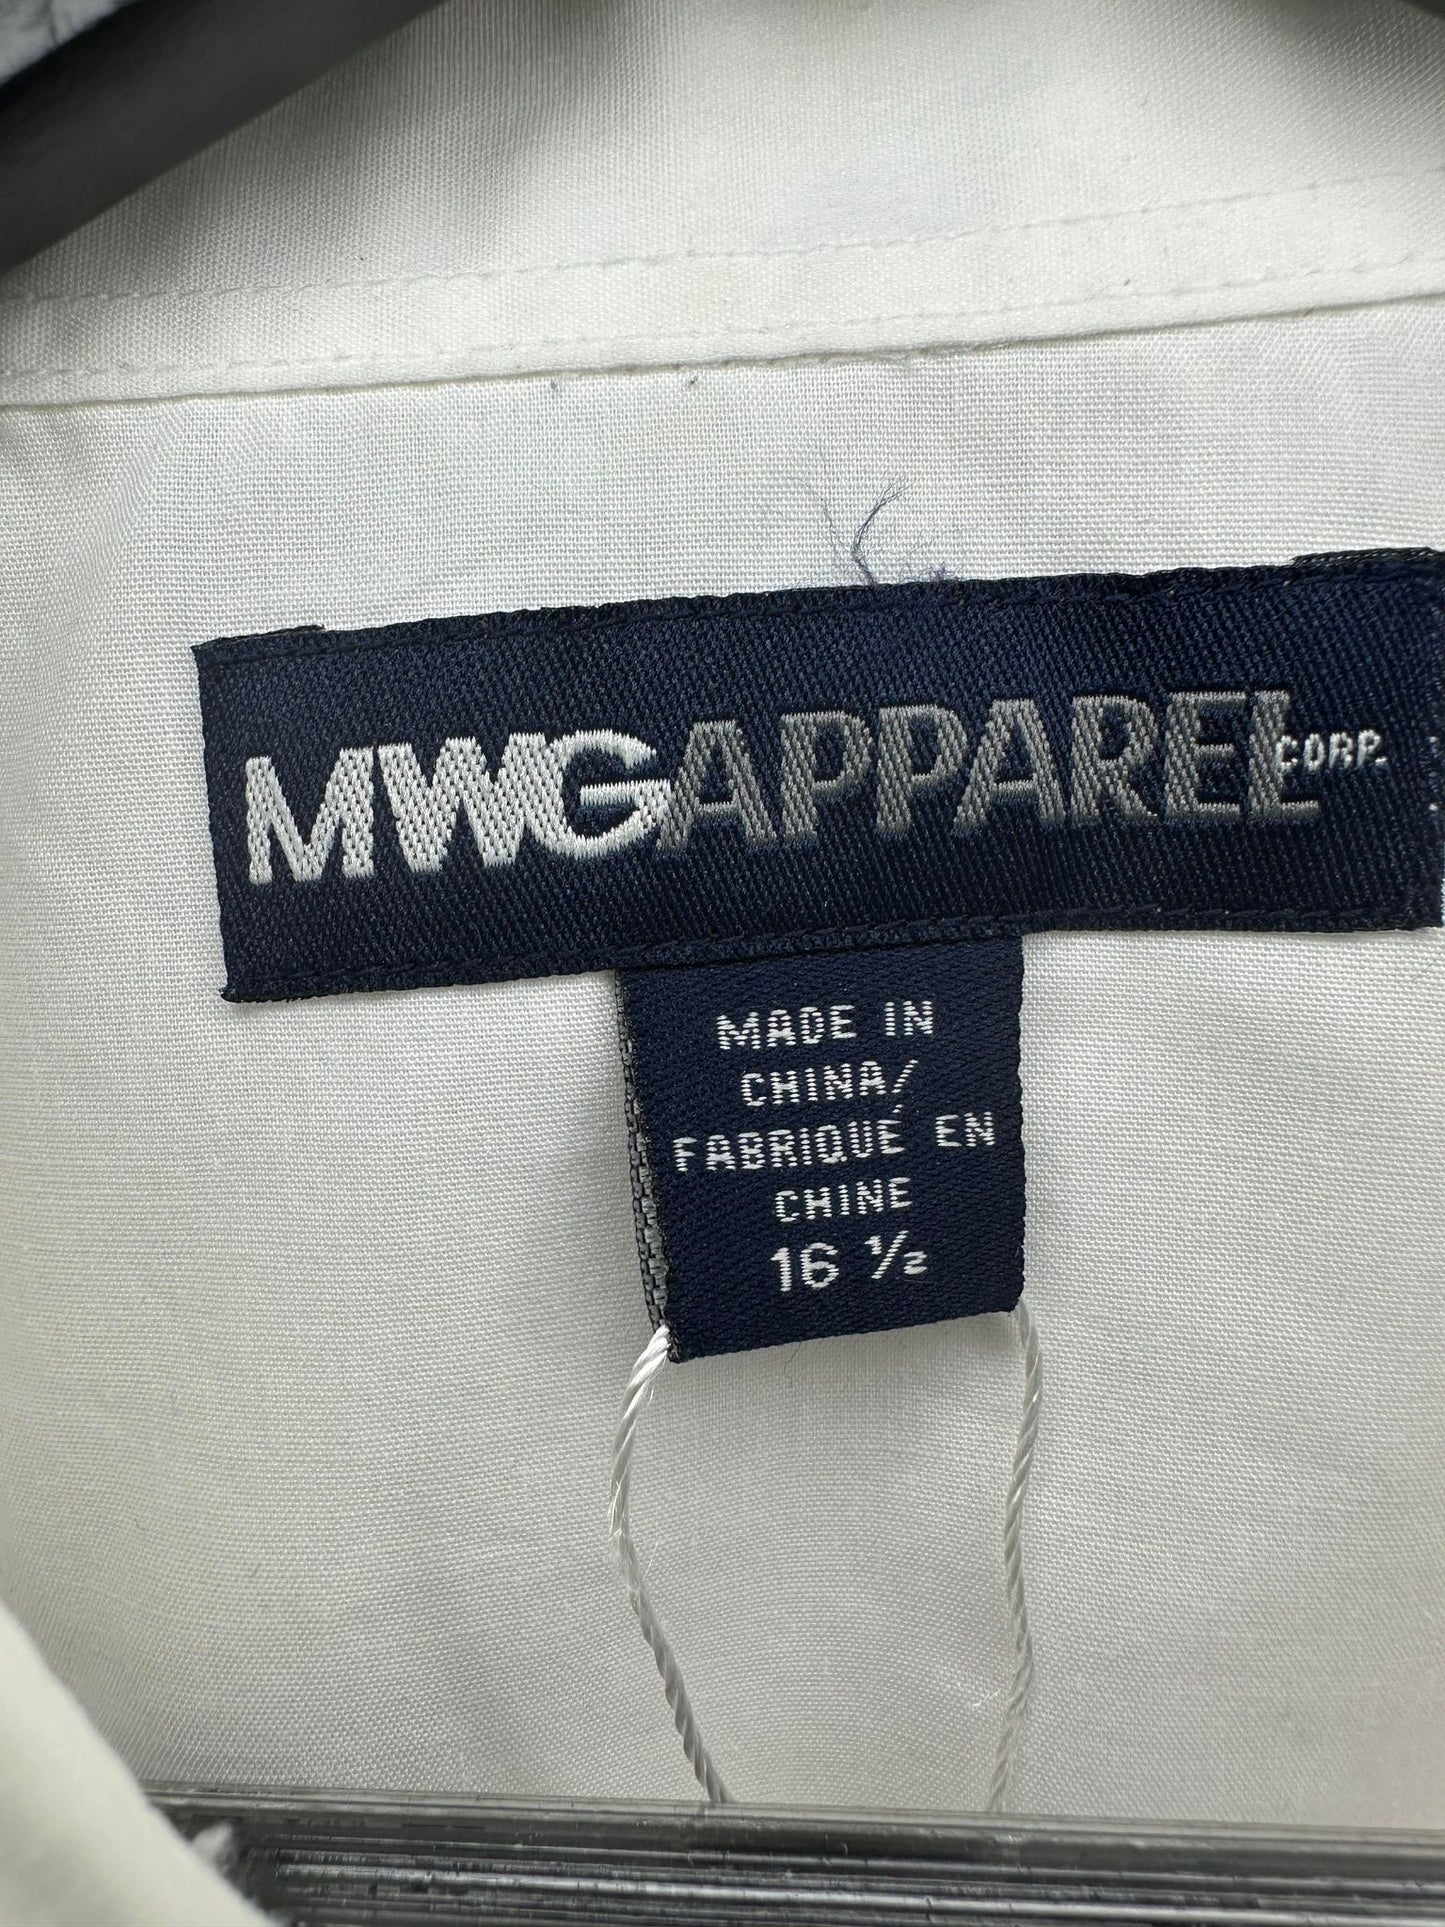 MWGAPPAREL CORP.
MADE IN
CHINA/
FABRIQUÉ EN
CHINE
16 ½